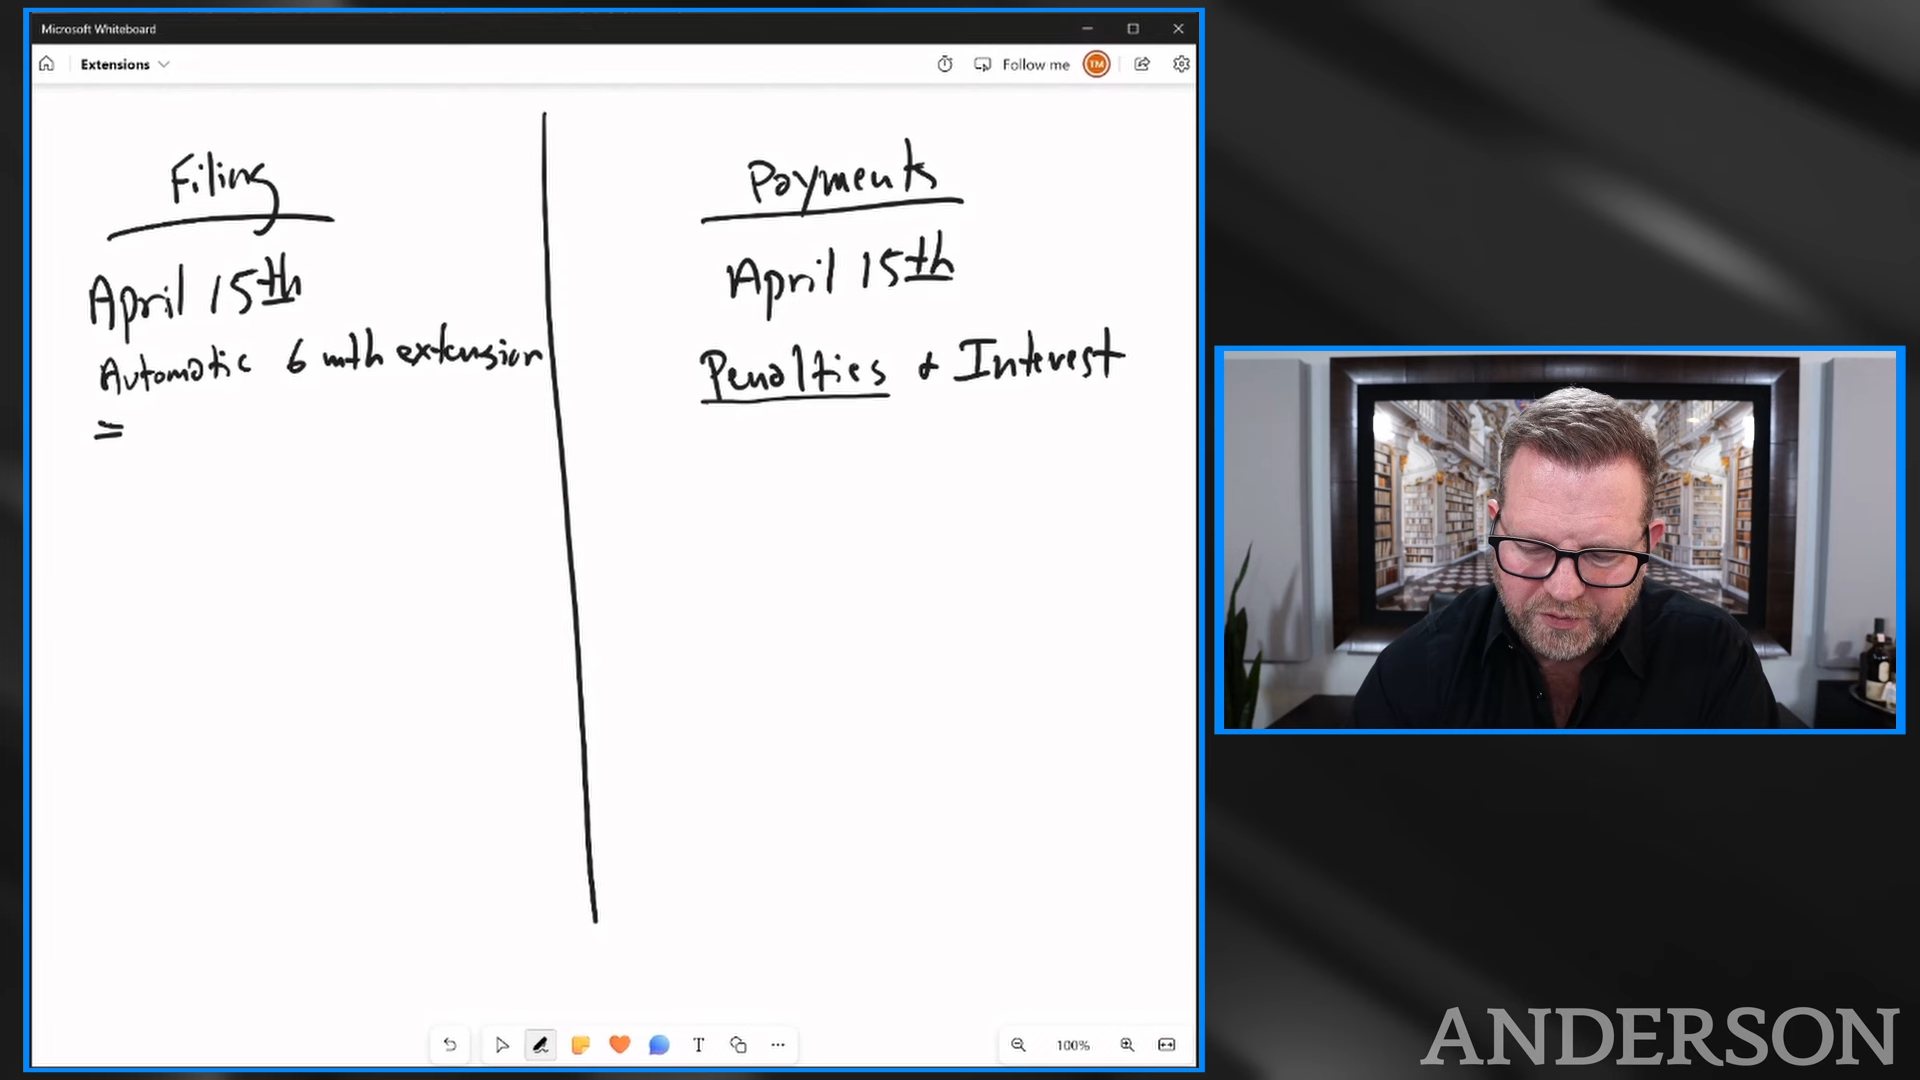 Microsoft Whiteboard
Extensions
Follow me
TM
Filing
April 15th
Automatic 6 mth extension
=
Payments
April 15th
Penalties & Interest
T
100%
ANDERSON